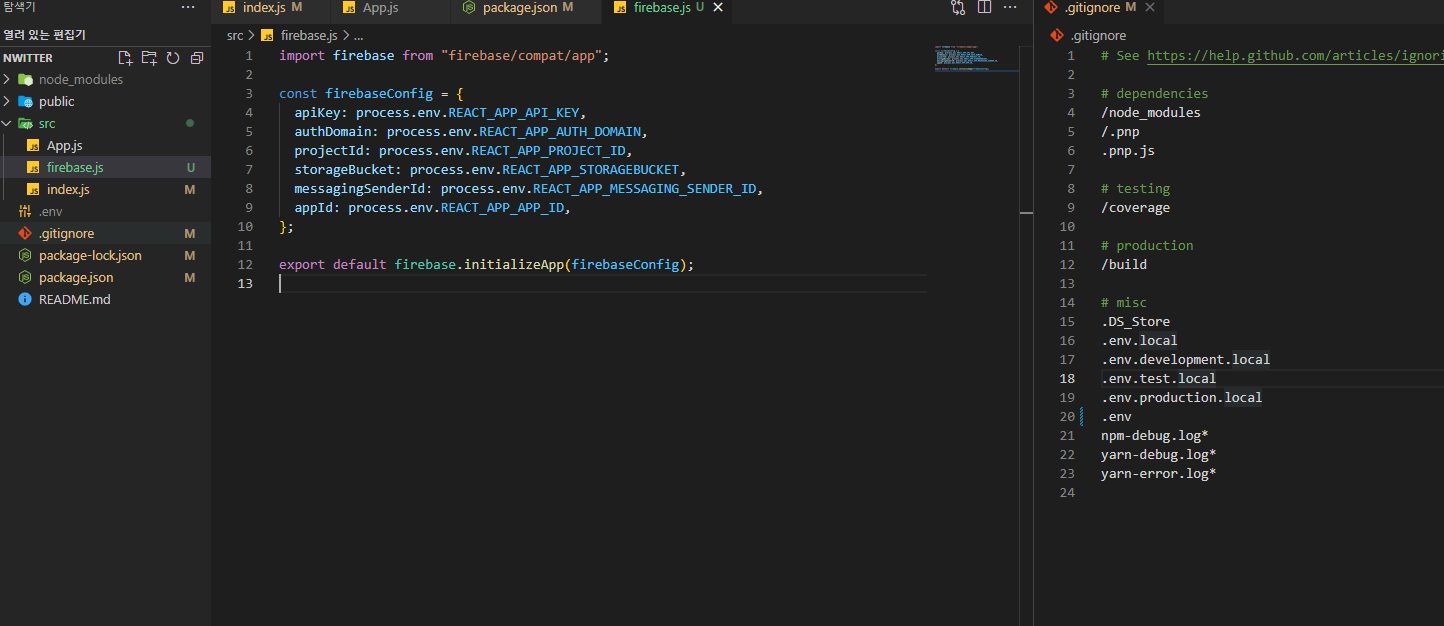 탐색기
열려 있는 편집기
NWITTER
node_modules
public
src
App.js
firebase.js U
index.js M
.env
.gitignore M
package-lock.json M
package.json M
README.md
index.js M App.js package.json M firebase.js U
src > firebase.js > ...
1 import firebase from "firebase/compat/app";
2
3 const firebaseConfig = {
4 apiKey: process.env.REACT_APP_API_KEY,
5 authDomain: process.env.REACT_APP_AUTH_DOMAIN,
6 projectId: process.env.REACT_APP_PROJECT_ID,
7 storageBucket: process.env.REACT_APP_STORAGEBUCKET,
8 messagingSenderId: process.env.REACT_APP_MESSAGING_SENDER_ID,
9 appId: process.env.REACT_APP_APP_ID,
10 };
11
12 export default firebase.initializeApp(firebaseConfig);
13
.gitignore M
.gitignore
1 # See https://help.github.com/articles/ignori
2
3 # dependencies
4 /node_modules
5 /.pnp
6 .pnp.js
7
8 # testing
9 /coverage
10
11 # production
12 /build
13
14 # misc
15 .DS_Store
16 .env.local
17 .env.development.local
18 .env.test.local
19 .env.production.local
20 .env
21 npm-debug.log*
22 yarn-debug.log*
23 yarn-error.log*
24